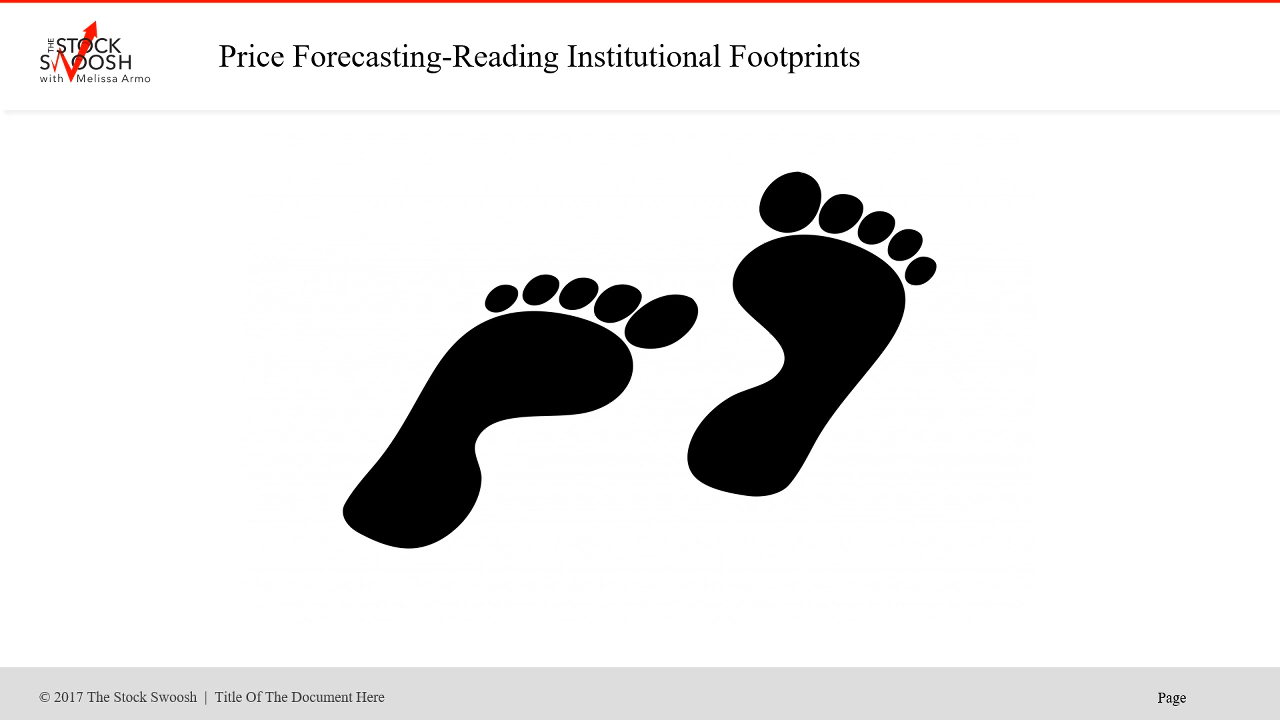 THE STOCK
SWOOSH
with Melissa Armo
Price Forecasting-Reading Institutional Footprints
© 2017 The Stock Swoosh | Title Of The Document Here
Page